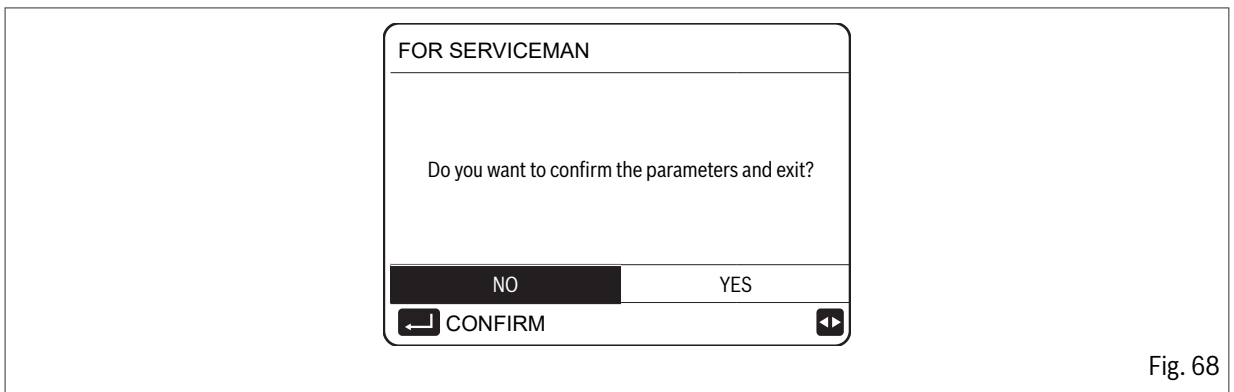 FOR SERVICEMAN
Do you want to confirm the parameters and exit?
NO YES
CONFIRM
Fig. 68